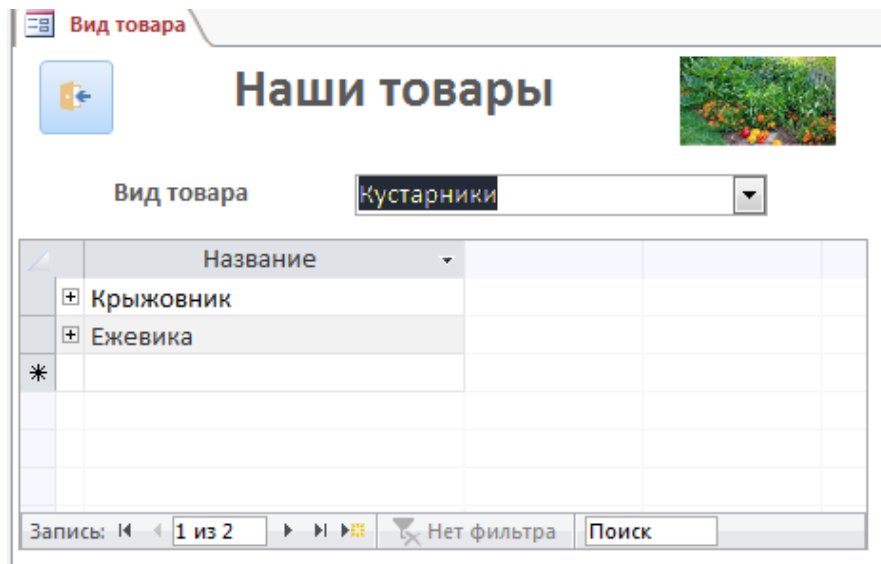 Вид товара
Наши товары
Вид товара Кустарники
Название
Крыжовник
Ежевика
Запись: 1 из 2 Нет фильтра Поиск